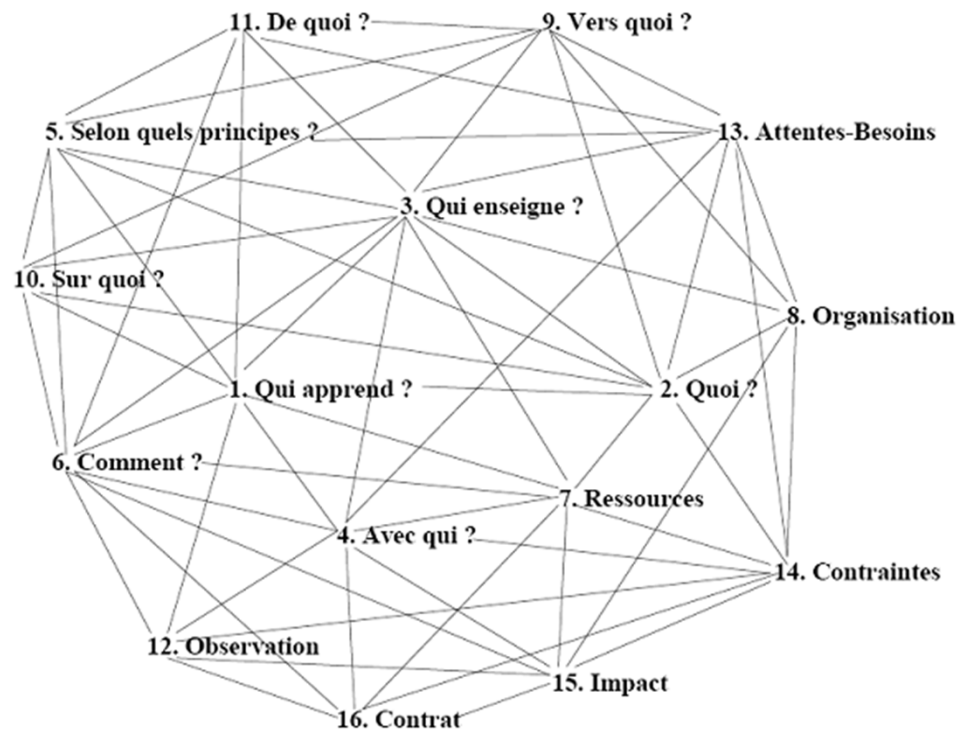 11. De quoi ?
9. Vers quoi ?
5. Selon quels principes ?
13. Attentes-Besoins
3. Qui enseigne ?
10. Sur quoi ?
8. Organisation
1. Qui apprend ?
2. Quoi ?
6. Comment ?
7. Ressources
4. Avec qui ?
14. Contraintes
12. Observation
15. Impact
16. Contrat